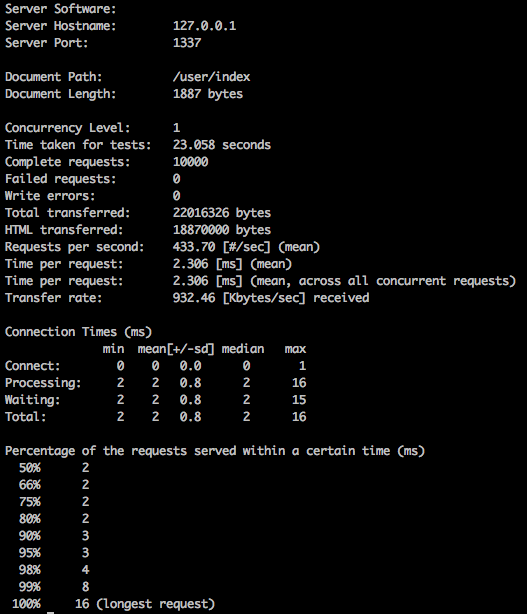 Server Software:
Server Hostname:        127.0.0.1
Server Port:            1337

Document Path:          /user/index
Document Length:        1887 bytes

Concurrency Level:      1
Time taken for tests:   23.058 seconds
Complete requests:      10000
Failed requests:        0
Write errors:           0
Total transferred:      22016326 bytes
HTML transferred:       18870000 bytes
Requests per second:    433.70 [#/sec] (mean)
Time per request:       2.306 [ms] (mean)
Time per request:       2.306 [ms] (mean, across all concurrent requests)
Transfer rate:          932.46 [Kbytes/sec] received

Connection Times (ms)
              min  mean[+/-sd] median   max
Connect:        0    0   0.0      0       1
Processing:     2    2   0.8      2      16
Waiting:        2    2   0.8      2      15
Total:          2    2   0.8      2      16

Percentage of the requests served within a certain time (ms)
  50%      2
  66%      2
  75%      2
  80%      2
  90%      3
  95%      3
  98%      4
  99%      8
 100%     16 (longest request)